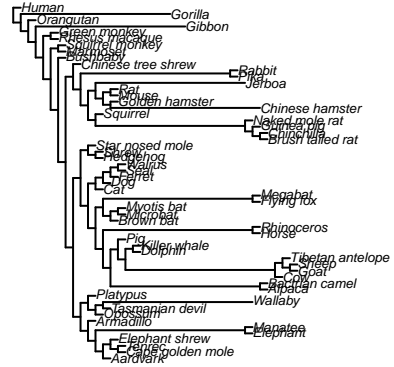 Human
Gorilla
Orangutan
Gibbon
Green monkey
Rhesus macaque
Squirrel monkey
Marmoset
Bushbaby
Chinese tree shrew
Rabbit
Pika
Jerboa
Rat
Mouse
Golden hamster
Chinese hamster
Squirrel
Naked mole rat
Guinea pig
Chinchilla
Brush tailed rat
Star nosed mole
Shrew
Hedgehog
Walrus
Seal
Ferret
Dog
Cat
Megabat
Flying fox
Myotis bat
Microbat
Brown bat
Rhinoceros
Horse
Pig
Killer whale
Dolphin
Tibetan antelope
Sheep
Goat
Cow
Bactrian camel
Alpaca
Platypus
Wallaby
Tasmanian devil
Opossum
Armadillo
Manatee
Elephant
Elephant shrew
Tenrec
Cape golden mole
Aardvark